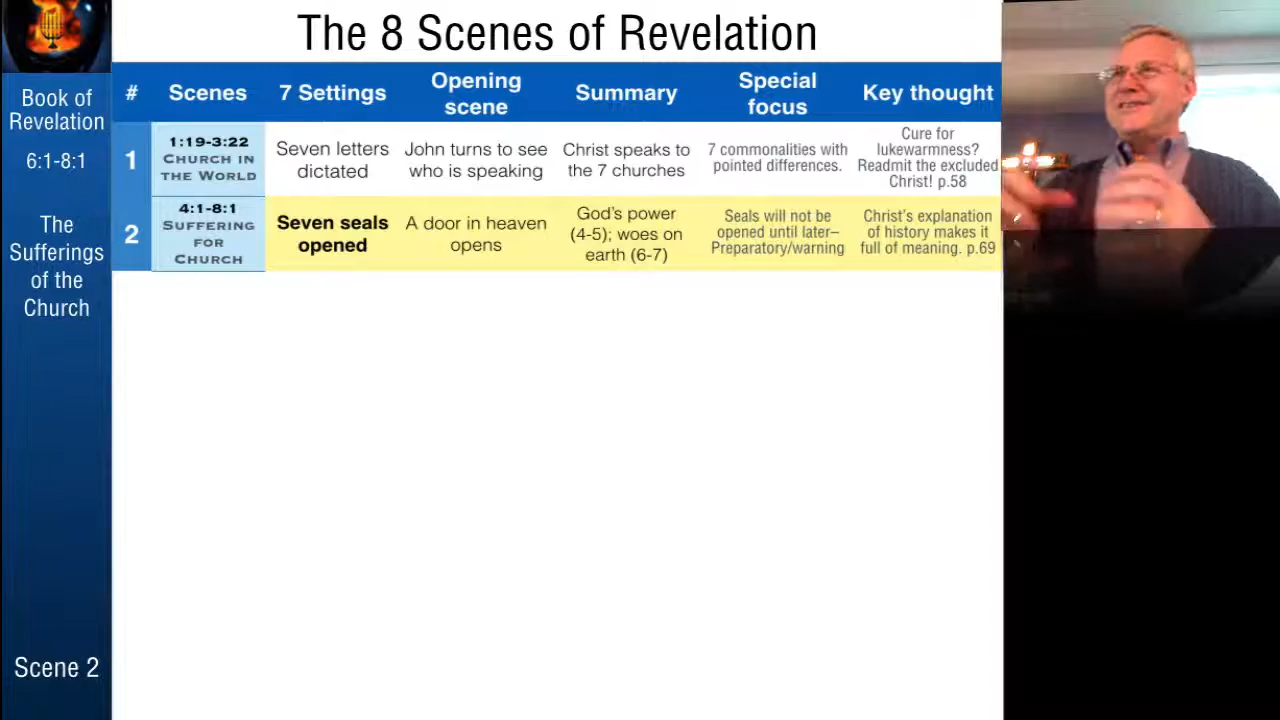 The 8 Scenes of Revelation
Book of
Revelation
6:1-8:1
The
Sufferings
of the
Church
Scene 2
#
Scenes
7 Settings
Opening
scene
Summary
Special
focus
Key thought
1
1:19-3:22
Church in
the World
Seven letters
dictated
John turns to see
who is speaking
Christ speaks to
the 7 churches
7 commonalities with
pointed differences.
Cure for
lukewarmness?
Readmit the excluded
Christ! p.58
2
4:1-8:1
Suffering
for
Church
Seven seals
opened
A door in heaven
opens
God's power
(4-5); woes on
earth (6-7)
Seals will not be
opened until later–
Preparatory/warning
Christ's explanation
of history makes it
full of meaning. p.69